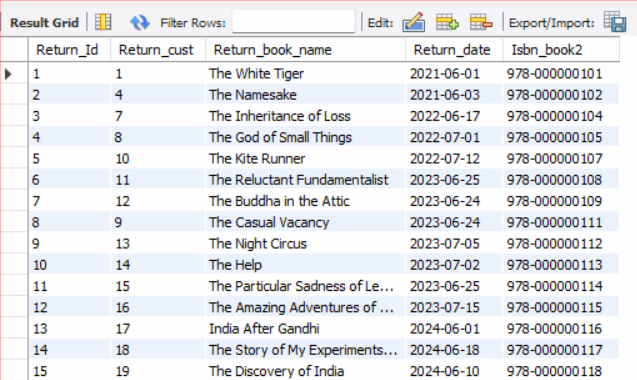 Result Grid Filter Rows: Edit: Export/Import:
Return_Id Return_cust Return_book_name Return_date Isbn_book2
1 1 The White Tiger 2021-06-01 978-000000101
2 4 The Namesake 2021-06-03 978-000000102
3 7 The Inheritance of Loss 2022-06-17 978-000000104
4 8 The God of Small Things 2022-07-01 978-000000105
5 10 The Kite Runner 2022-07-12 978-000000107
6 11 The Reluctant Fundamentalist 2023-06-25 978-000000108
7 12 The Buddha in the Attic 2023-06-24 978-000000109
8 9 The Casual Vacancy 2023-06-24 978-000000111
9 13 The Night Circus 2023-07-05 978-000000112
10 14 The Help 2023-07-02 978-000000113
11 15 The Particular Sadness of Le... 2023-06-25 978-000000114
12 16 The Amazing Adventures of ... 2023-07-15 978-000000115
13 17 India After Gandhi 2024-06-01 978-000000116
14 18 The Story of My Experiments... 2024-06-18 978-000000117
15 19 The Discovery of India 2024-06-10 978-000000118